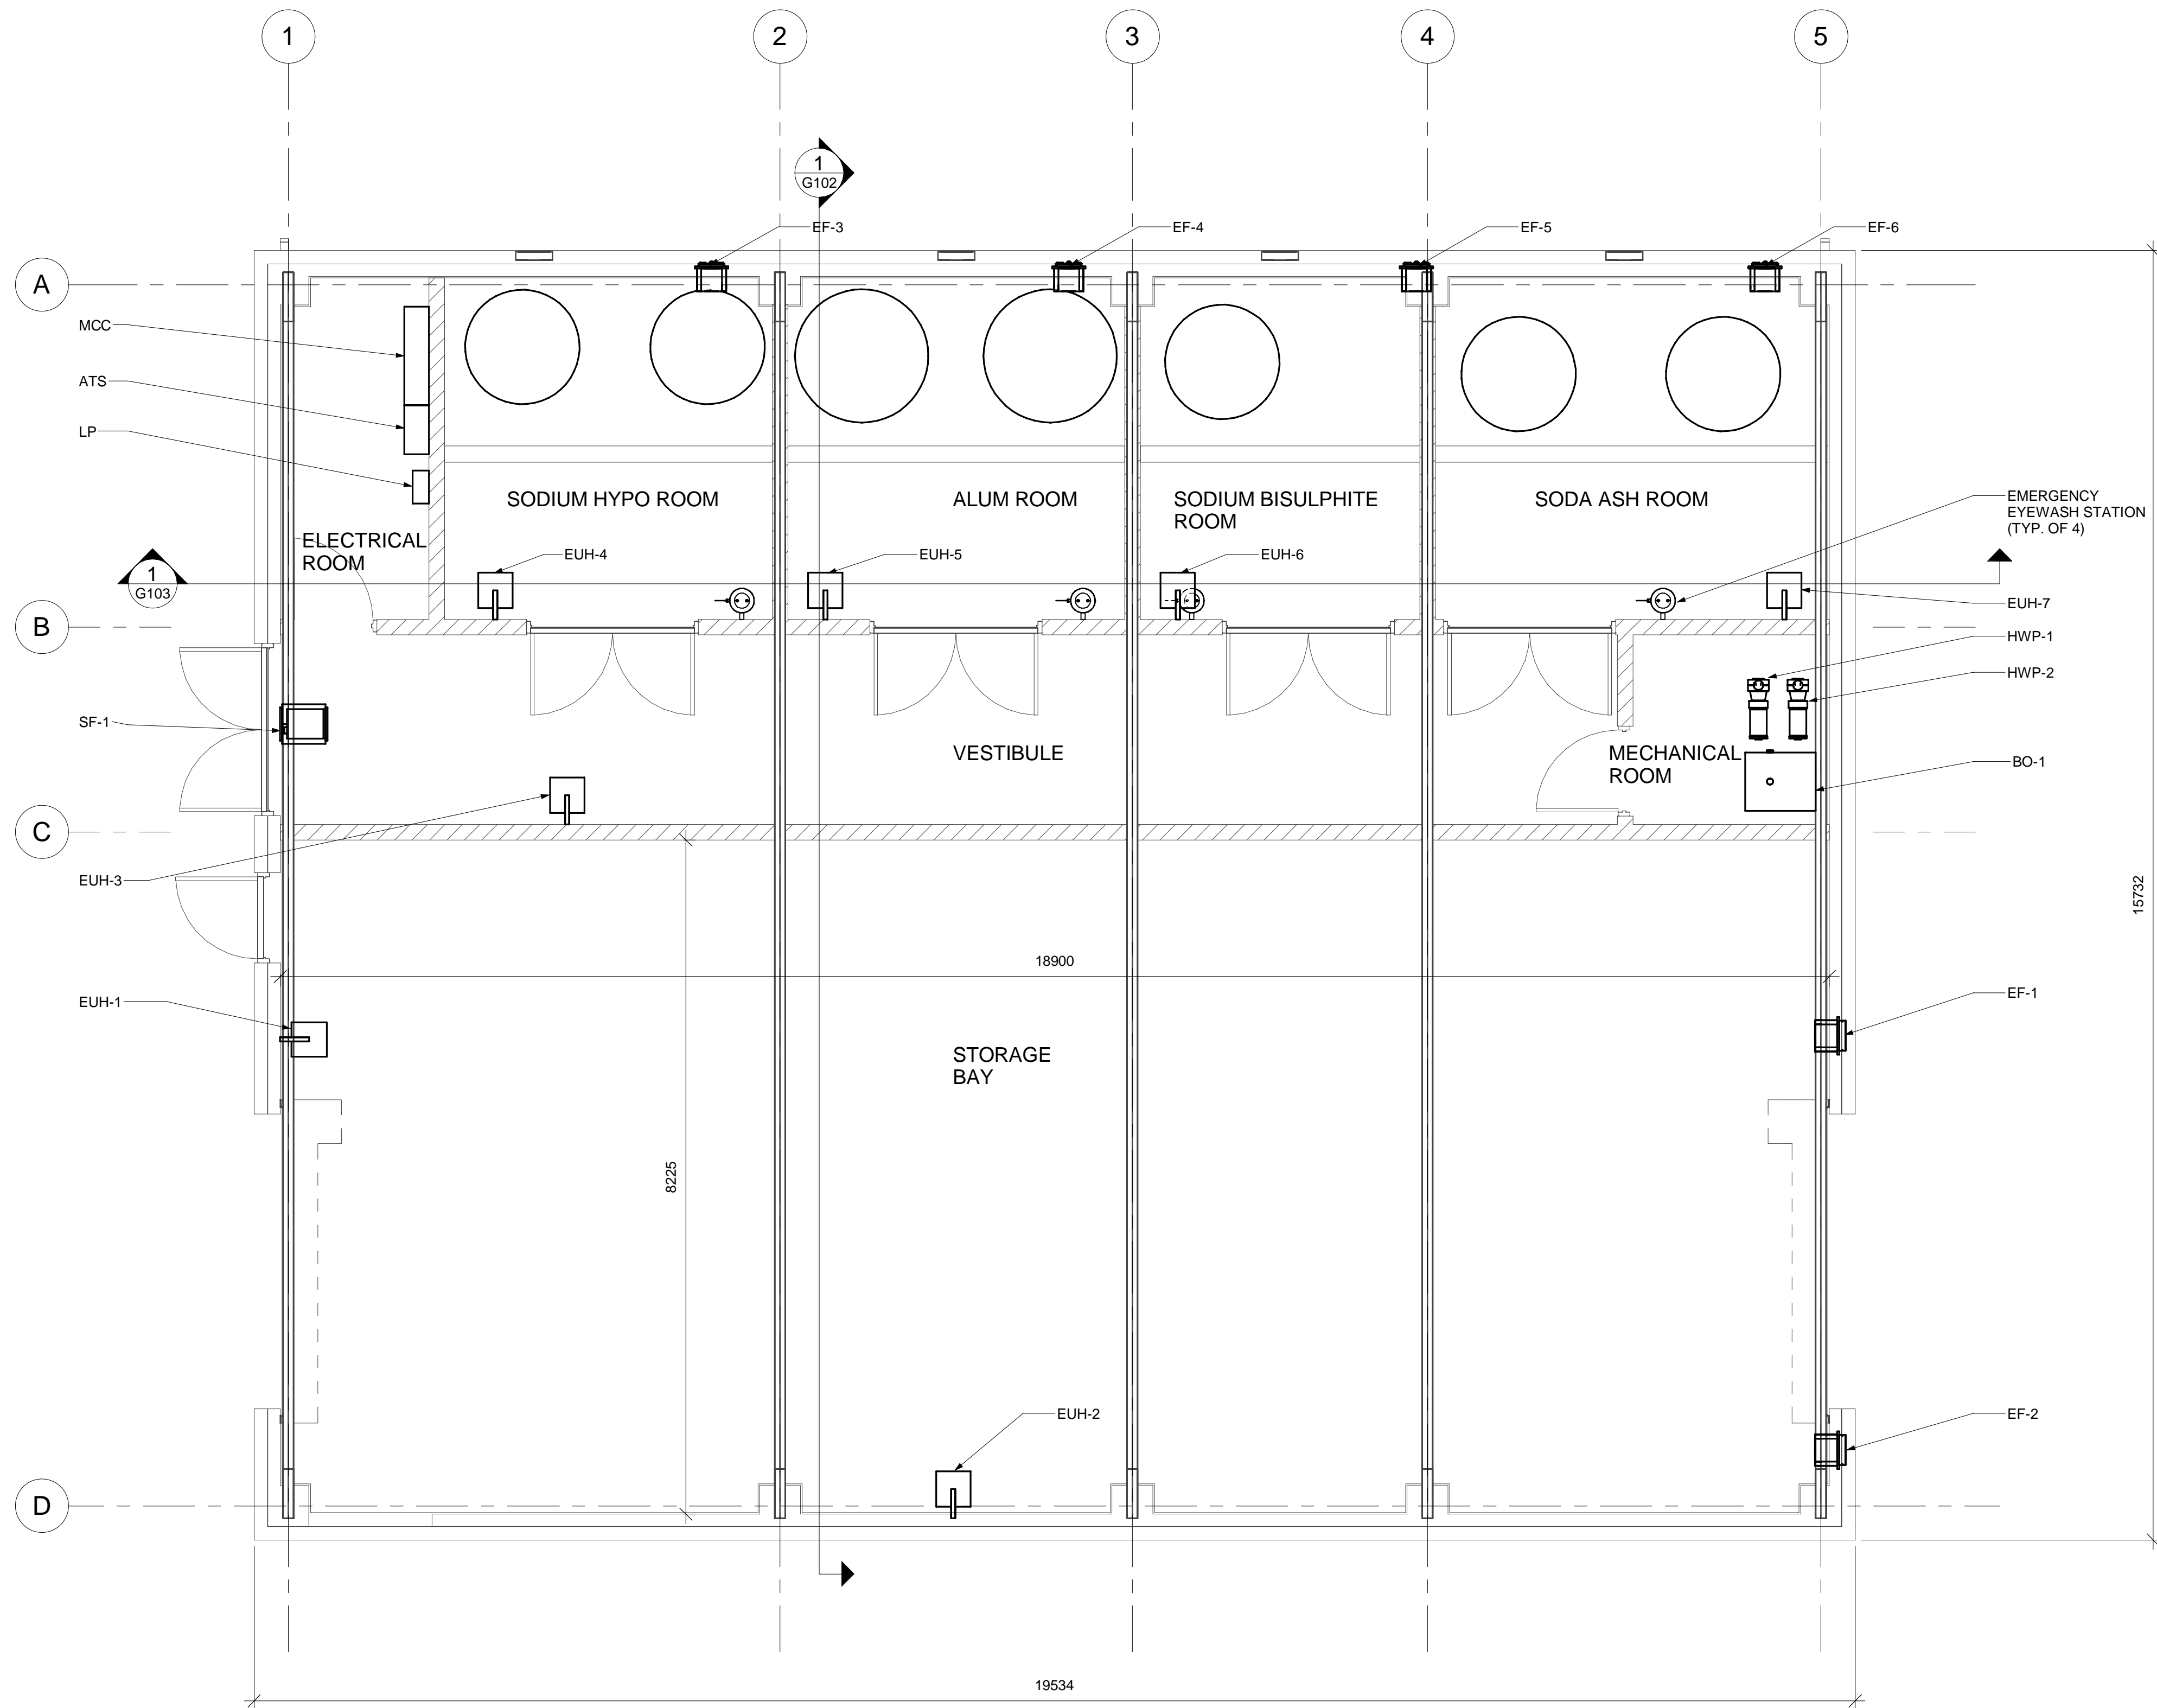 1
2
3
4
5
1
G102
EF-3
EF-4
EF-5
EF-6
A
MCC
ATS
LP
SODIUM HYPO ROOM
ALUM ROOM
SODIUM BISULPHITE
ROOM
SODA ASH ROOM
EMERGENCY
EYEWASH STATION
(TYP. OF 4)
ELECTRICAL
ROOM
EUH-4
EUH-5
EUH-6
1
G103
EUH-7
B
HWP-1
HWP-2
SF-1
VESTIBULE
MECHANICAL
ROOM
BO-1
C
EUH-3
15732
18900
EUH-1
EF-1
STORAGE
BAY
8225
EUH-2
EF-2
D
19534